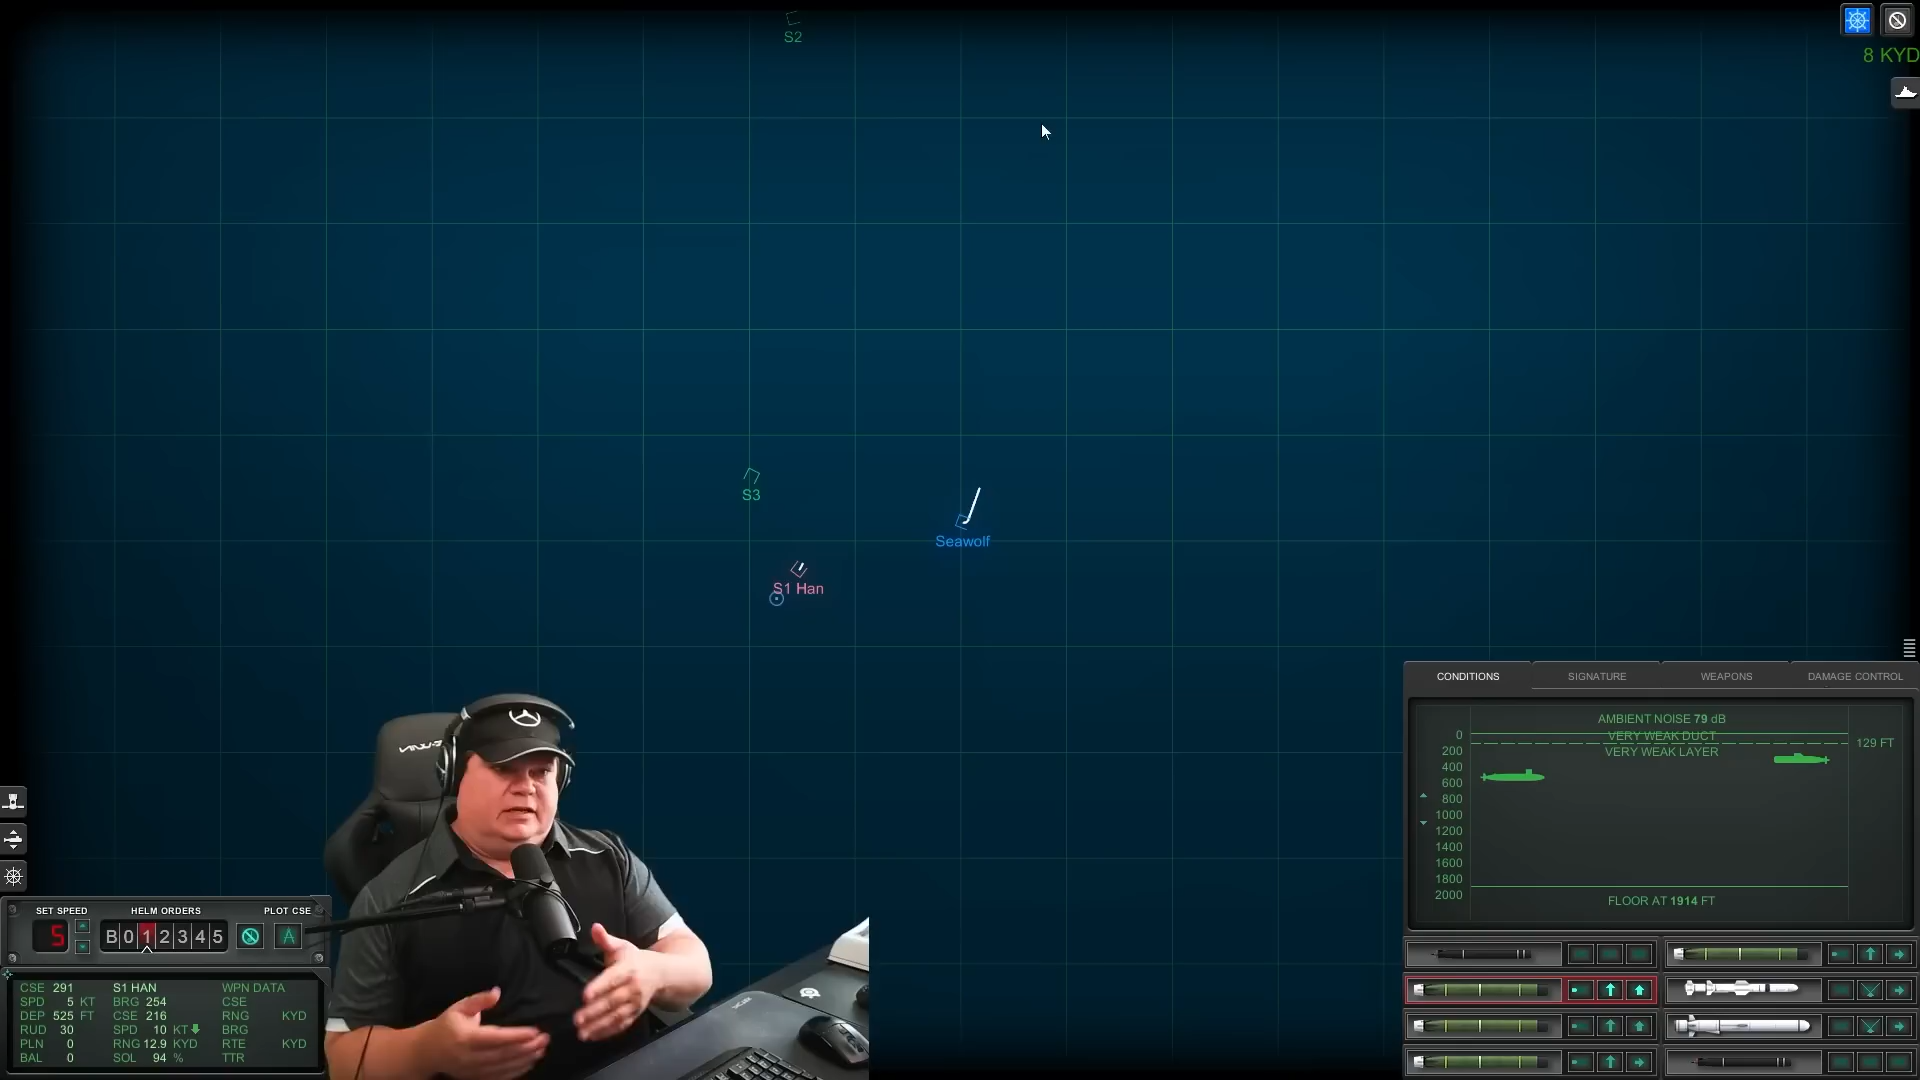 S2
8 KYD
S3
Seawolf
S1 Han
CONDITIONS
SIGNATURE
WEAPONS
DAMAGE CONTROL
AMBIENT NOISE 79 dB
0
VERY WEAK DUCT
129 FT
200
VERY WEAK LAYER
400
600
800
1000
1200
1400
1600
1800
2000
FLOOR AT 1914 FT
SET SPEED
HELM ORDERS
PLOT CSE
5
B 0 1 2 3 4 5
CSE 291
S1 HAN
WPN DATA
SPD 5 KT
BRG 254
CSE
DEP 525 FT
CSE 216
RNG KYD
RUD 30
SPD 10 KT
BRG
PLN 0
RNG 12.9 KYD
RTE KYD
BAL 0
SOL 94 %
TTR